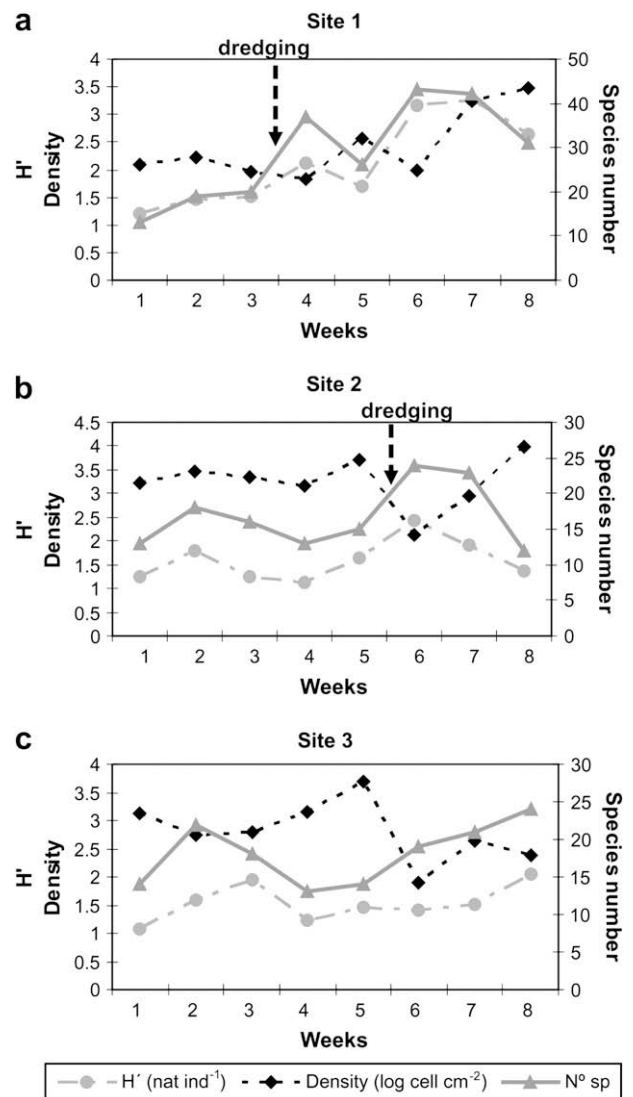 a
Site 1
dredging
4
3.5
3
2.5
2
1.5
1
0.5
0
H'
Density
50
40
30
20
10
0
Species number
1 2 3 4 5 6 7 8
Weeks
b
Site 2
dredging
4.5
4
3.5
3
2.5
2
1.5
1
0.5
0
H'
Density
30
25
20
15
10
5
0
Species number
1 2 3 4 5 6 7 8
Weeks
c
Site 3
4
3.5
3
2.5
2
1.5
1
0.5
0
H'
Density
30
25
20
15
10
5
0
Species number
1 2 3 4 5 6 7 8
Weeks
H´ (nat ind⁻¹) Density (log cell cm⁻²) Nº sp